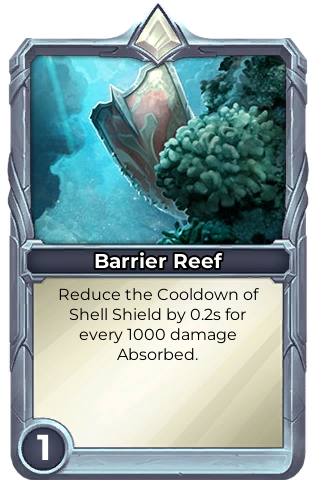 Barrier Reef
Reduce the Cooldown of
Shell Shield by 0.2s for
every 1000 damage
Absorbed.
1